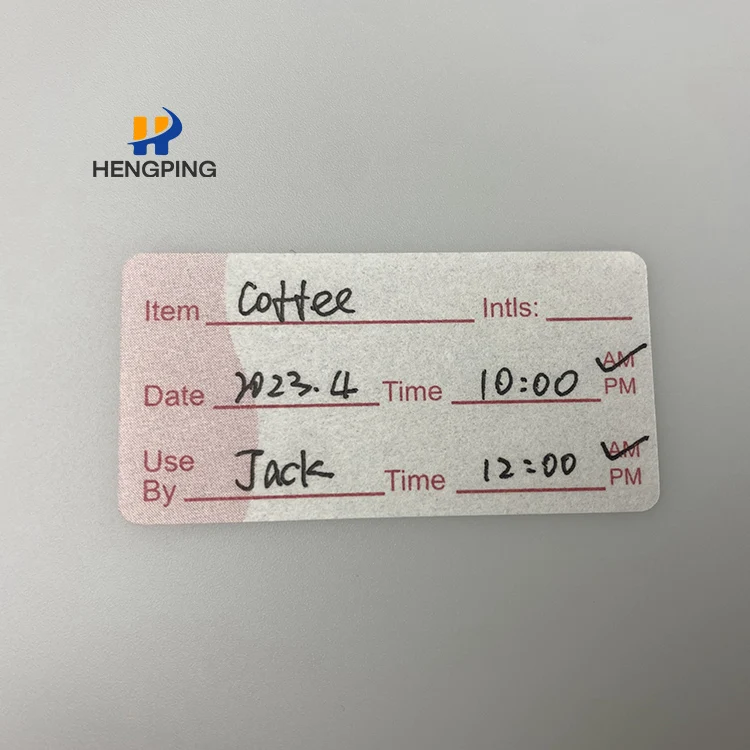 HENGPING
Item Coffee Intls:
Date 2023.4 Time 10:00 AM PM
Use By Jack Time 12:00 AM PM